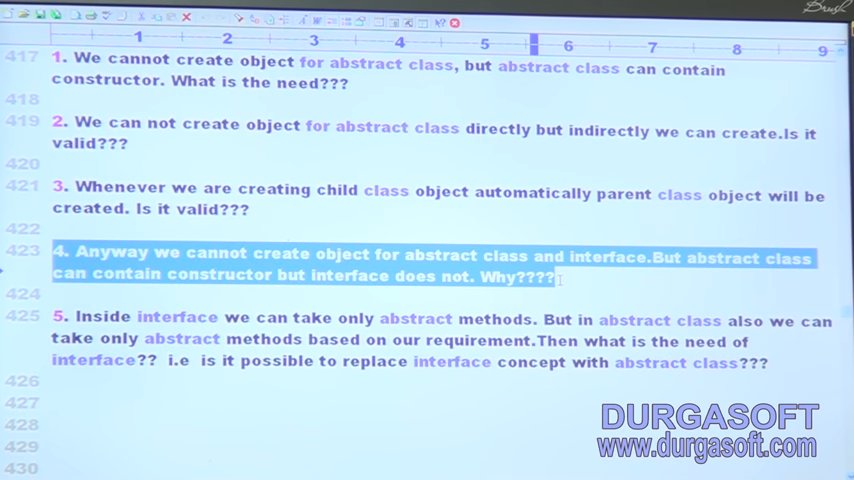 Brush
1 2 3 4 5 6 7 8 9
417 1. We cannot create object for abstract class, but abstract class can contain
constructor. What is the need???
418
419 2. We can not create object for abstract class directly but indirectly we can create.Is it
valid???
420
421 3. Whenever we are creating child class object automatically parent class object will be
created. Is it valid???
422
423 4. Anyway we cannot create object for abstract class and interface.But abstract class
can contain constructor but interface does not. Why????
424
425 5. Inside interface we can take only abstract methods. But in abstract class also we can
take only abstract methods based on our requirement.Then what is the need of
interface?? i.e is it possible to replace interface concept with abstract class???
426
427
428
429
430
DURGASOFT
www.durgasoft.com